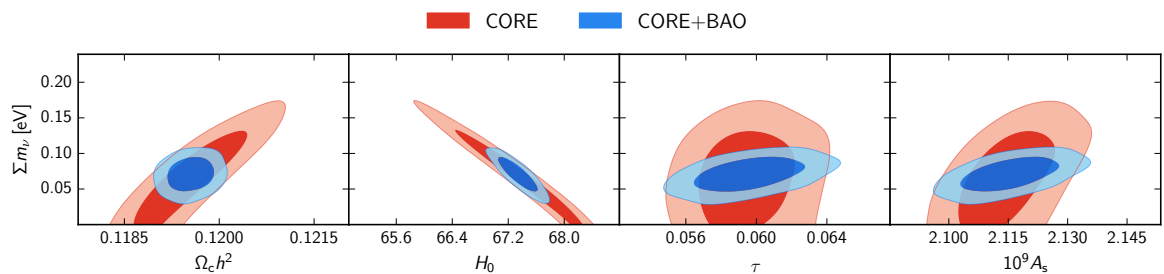 CORE CORE+BAO
Σmν [eV]
0.20
0.15
0.10
0.05
0.1185 0.1200 0.1215 65.6 66.4 67.2 68.0 0.056 0.060 0.064 2.100 2.115 2.130 2.145
Ωch² H₀ τ 10⁹Aₛ